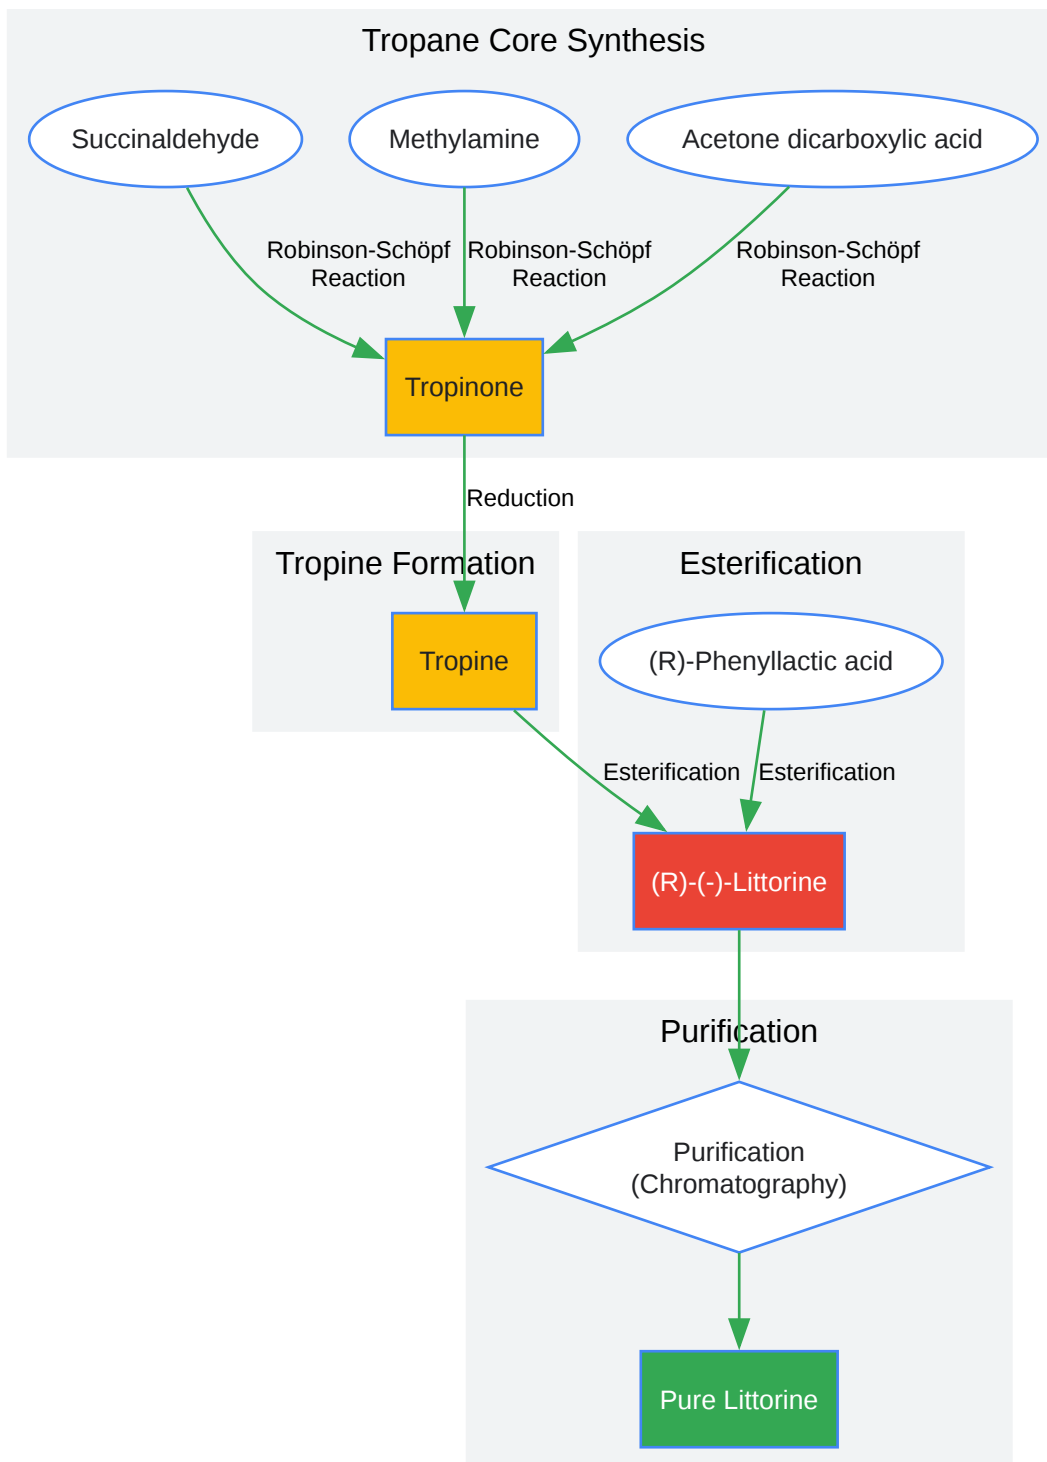 Tropane Core Synthesis
Succinaldehyde
Methylamine
Acetone dicarboxylic acid
Robinson-Schöpf
Reaction
Robinson-Schöpf
Reaction
Robinson-Schöpf
Reaction
Tropinone
Reduction
Tropine Formation
Esterification
Tropine
(R)-Phenyllactic acid
Esterification
Esterification
(R)-(-)-Littorine
Purification
Purification
(Chromatography)
Pure Littorine